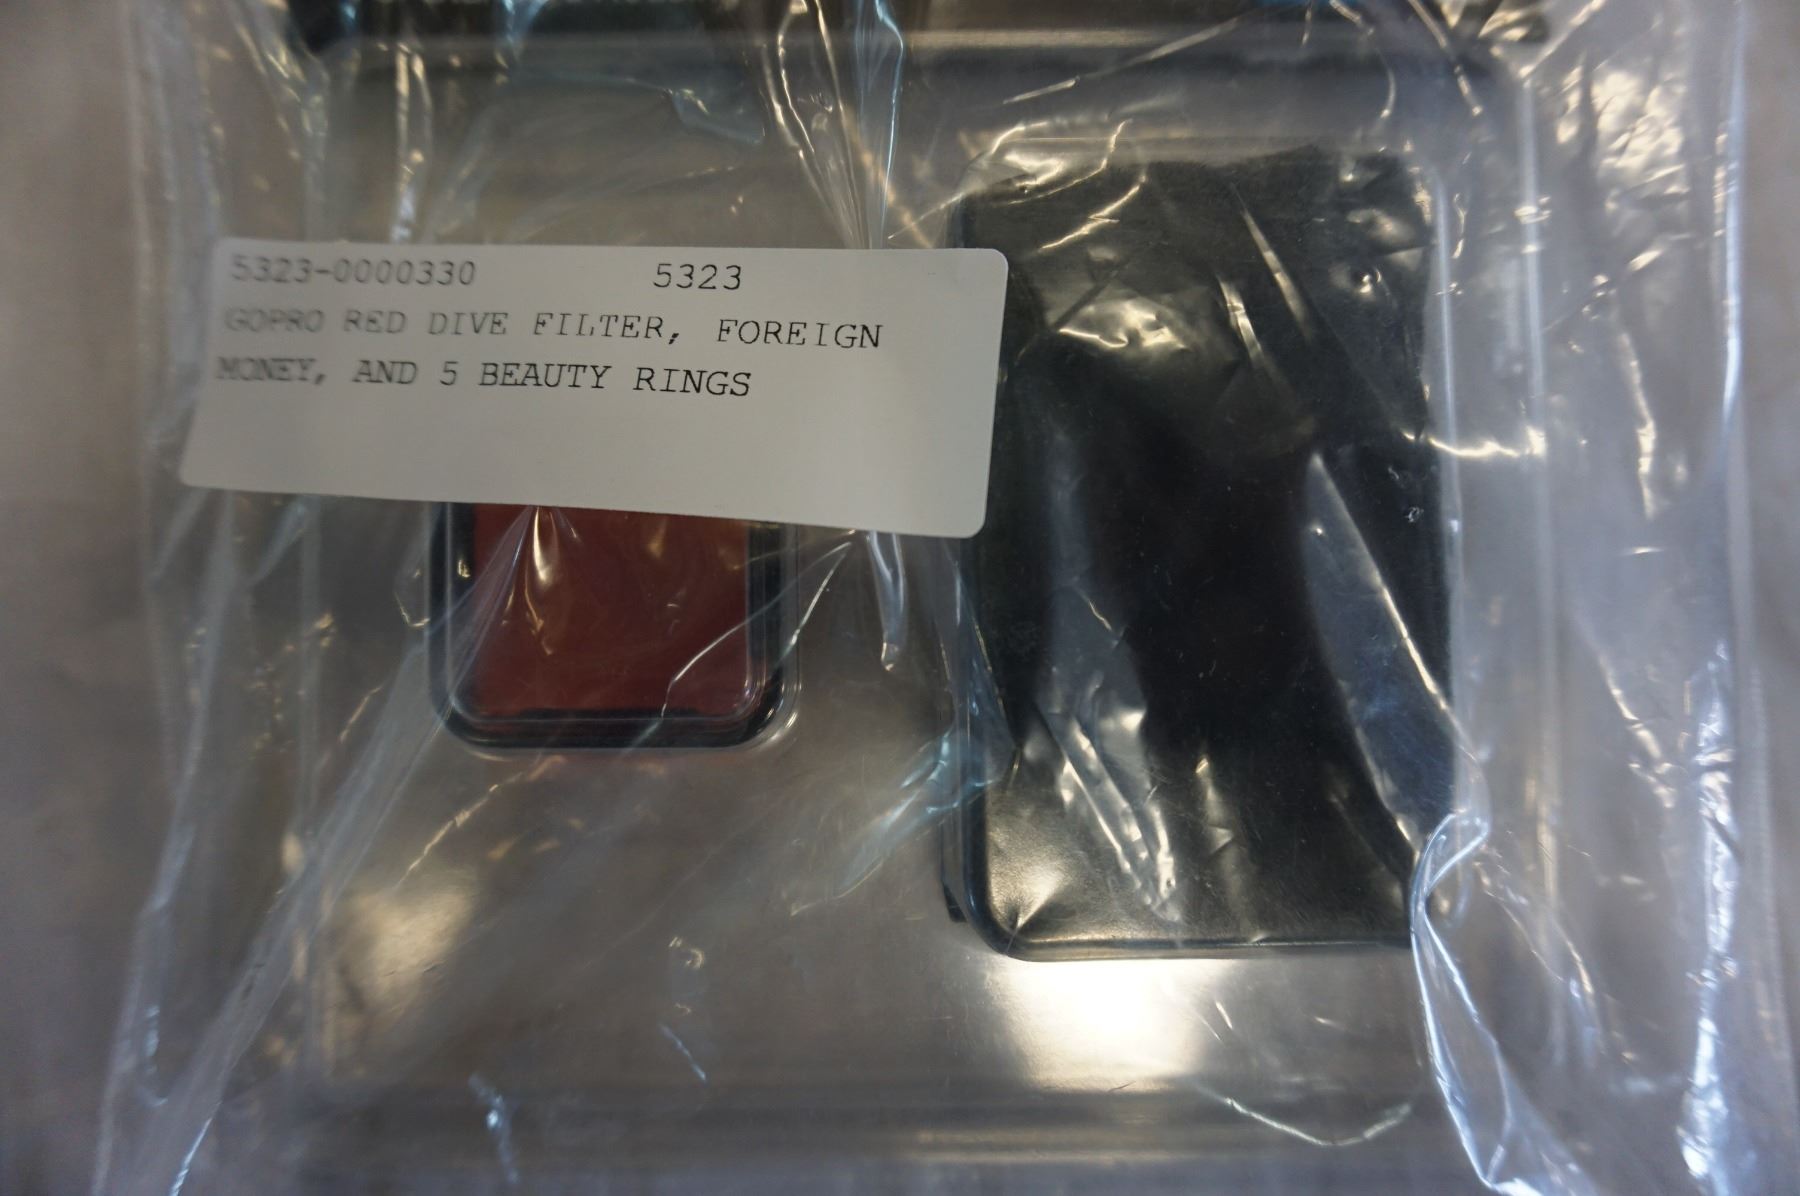 5323-0000330 5323
GOPRO RED DIVE FILTER, FOREIGN
MONEY, AND 5 BEAUTY RINGS